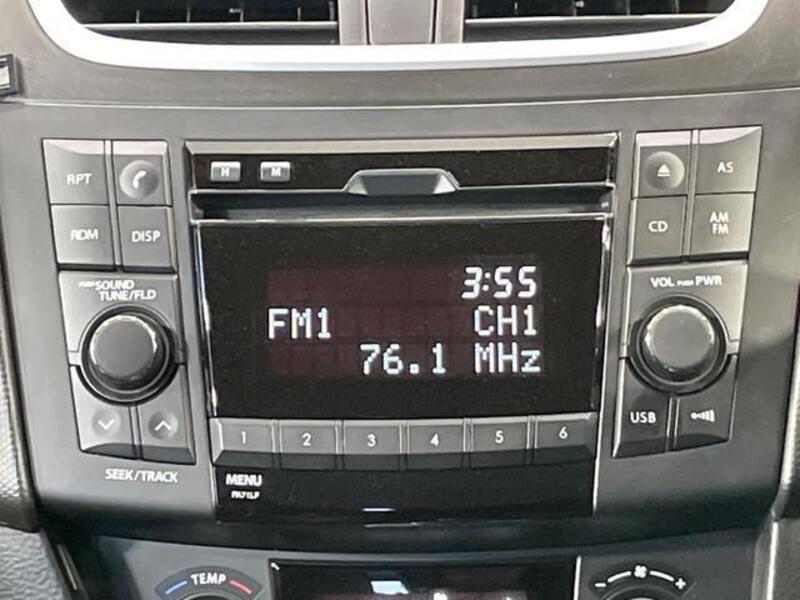 H M
RPT
AS
RDM
DISP
CD
AM
FM
PUSH SOUND
TUNE/FLD
VOL PUSH PWR
3:55
FM1 CH1
76.1 MHz
1 2 3 4 5 6
USB
MENU
SEEK/TRACK
TEMP
- +